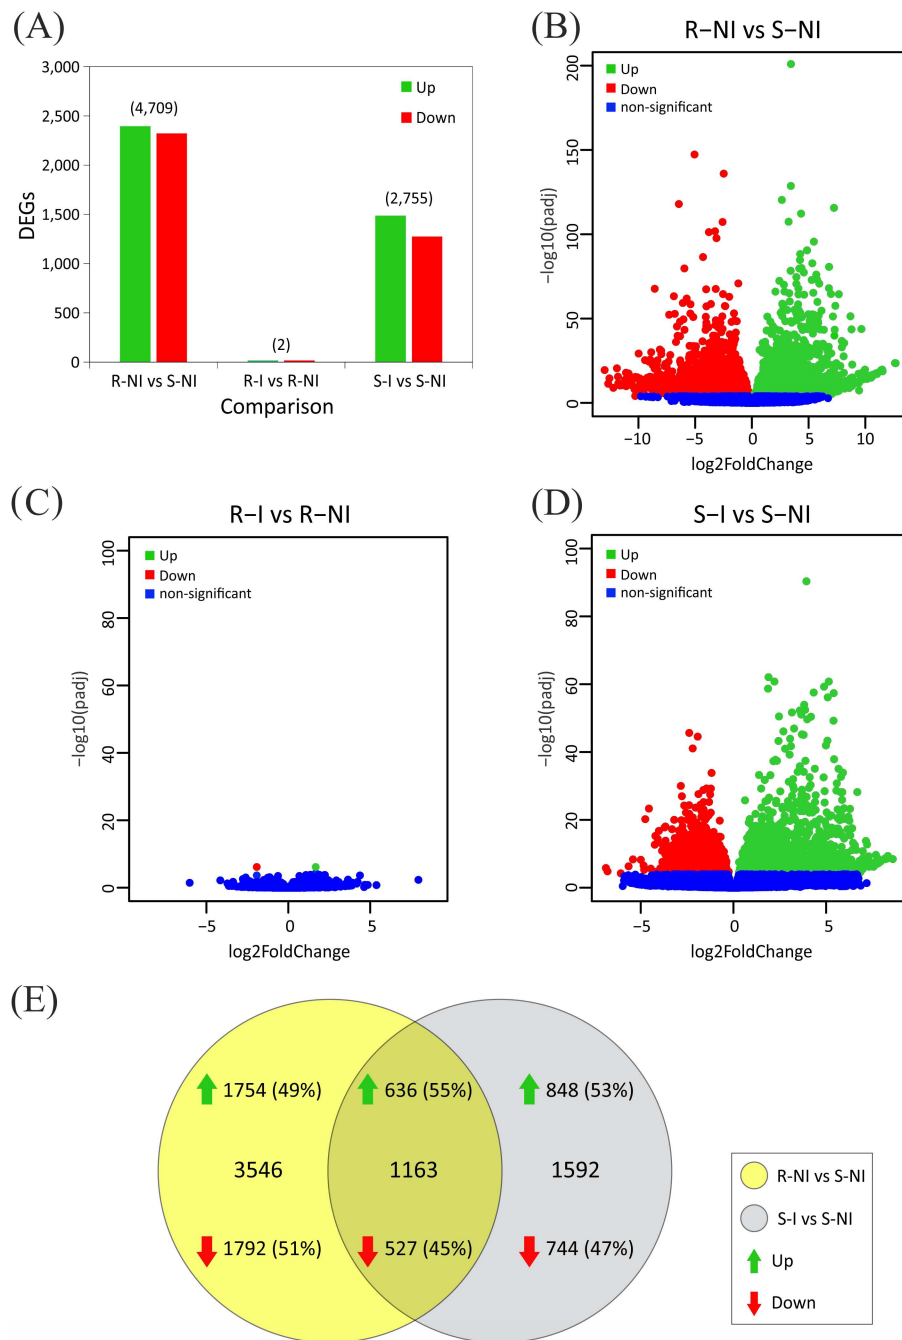 (A)
3,000
2,500
2,000
1,500
1,000
500
0
DEGs
(4,709)
(2)
(2,755)
Up
Down
R-NI vs S-NI
R-I vs R-NI
S-I vs S-NI
Comparison
(B)
R−NI vs S−NI
Up
Down
non-significant
200
150
100
50
0
−log10(padj)
−10
−5
0
5
10
log2FoldChange
(C)
R−I vs R−NI
Up
Down
non-significant
100
80
60
40
20
0
−log10(padj)
−5
0
5
log2FoldChange
(D)
S−I vs S−NI
Up
Down
non-significant
100
80
60
40
20
0
−log10(padj)
−5
0
5
log2FoldChange
(E)
1754 (49%)
636 (55%)
848 (53%)
3546
1163
1592
1792 (51%)
527 (45%)
744 (47%)
R-NI vs S-NI
S-I vs S-NI
Up
Down